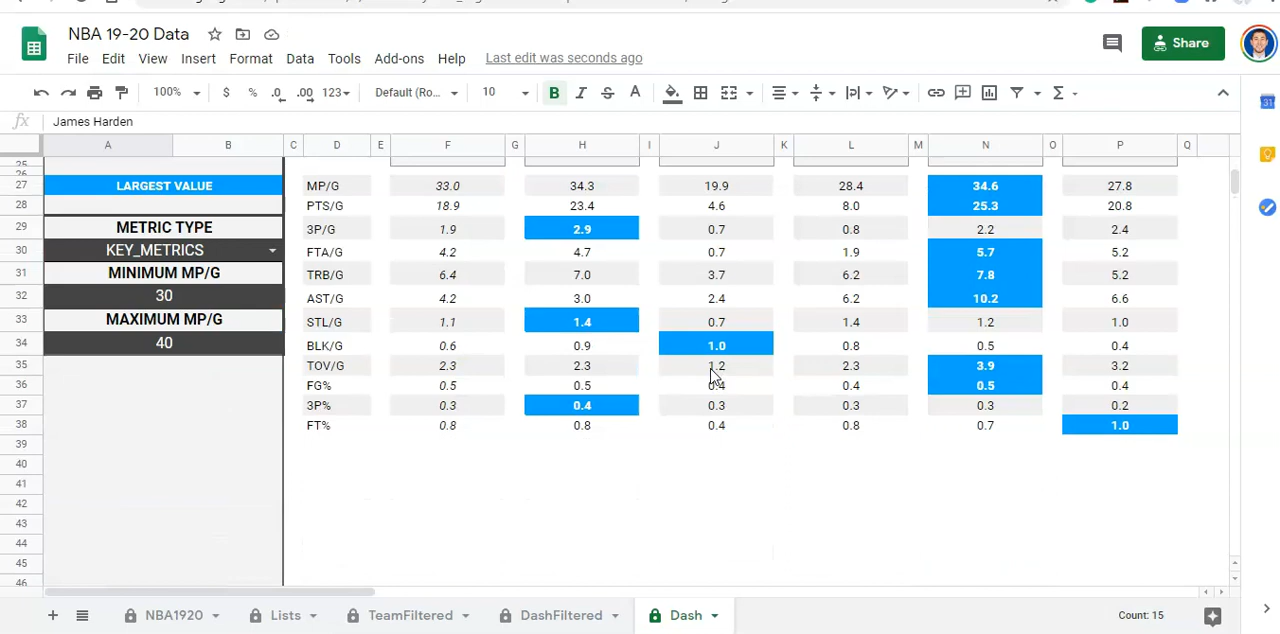 NBA 19-20 Data
Share
File Edit View Insert Format Data Tools Add-ons Help Last edit was seconds ago
100% $ % .0 .00 123 Default (Ro... 10 B I S A
fx James Harden
A B C D E F G H I J K L M N O P Q
25
26
27 LARGEST VALUE MP/G 33.0 34.3 19.9 28.4 34.6 27.8
28 PTS/G 18.9 23.4 4.6 8.0 25.3 20.8
29 METRIC TYPE 3P/G 1.9 2.9 0.7 0.8 2.2 2.4
30 KEY_METRICS FTA/G 4.2 4.7 0.7 1.9 5.7 5.2
31 MINIMUM MP/G TRB/G 6.4 7.0 3.7 6.2 7.8 5.2
32 30 AST/G 4.2 3.0 2.4 6.2 10.2 6.6
33 MAXIMUM MP/G STL/G 1.1 1.4 0.7 1.4 1.2 1.0
34 40 BLK/G 0.6 0.9 1.0 0.8 0.5 0.4
35 TOV/G 2.3 2.3 1.2 2.3 3.9 3.2
36 FG% 0.5 0.5 0.4 0.4 0.5 0.4
37 3P% 0.3 0.4 0.3 0.3 0.3 0.2
38 FT% 0.8 0.8 0.4 0.8 0.7 1.0
39
40
41
42
43
44
45
46
NBA1920 Lists TeamFiltered DashFiltered Dash Count: 15